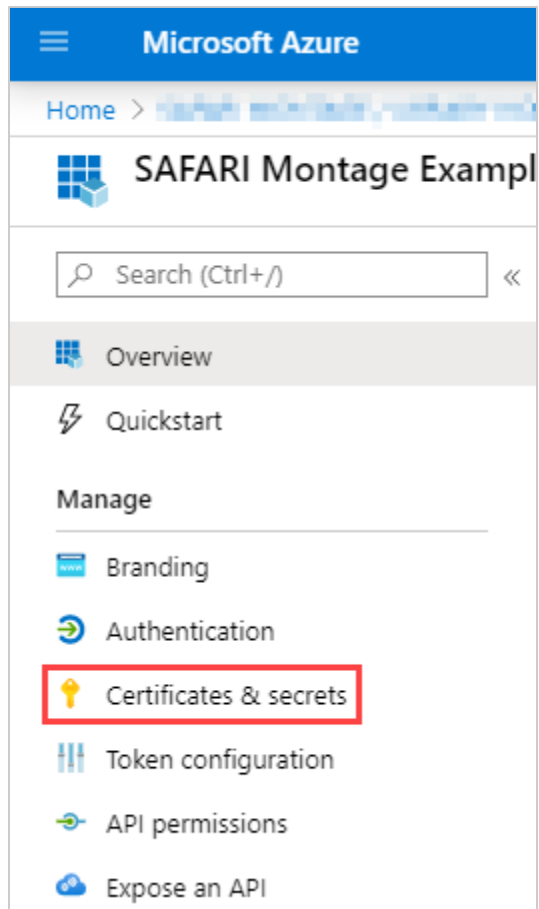 Microsoft Azure
Home >
SAFARI Montage Exampl
Search (Ctrl+/) «
Overview
Quickstart
Manage
www
Branding
Authentication
Certificates & secrets
Token configuration
API permissions
Expose an API